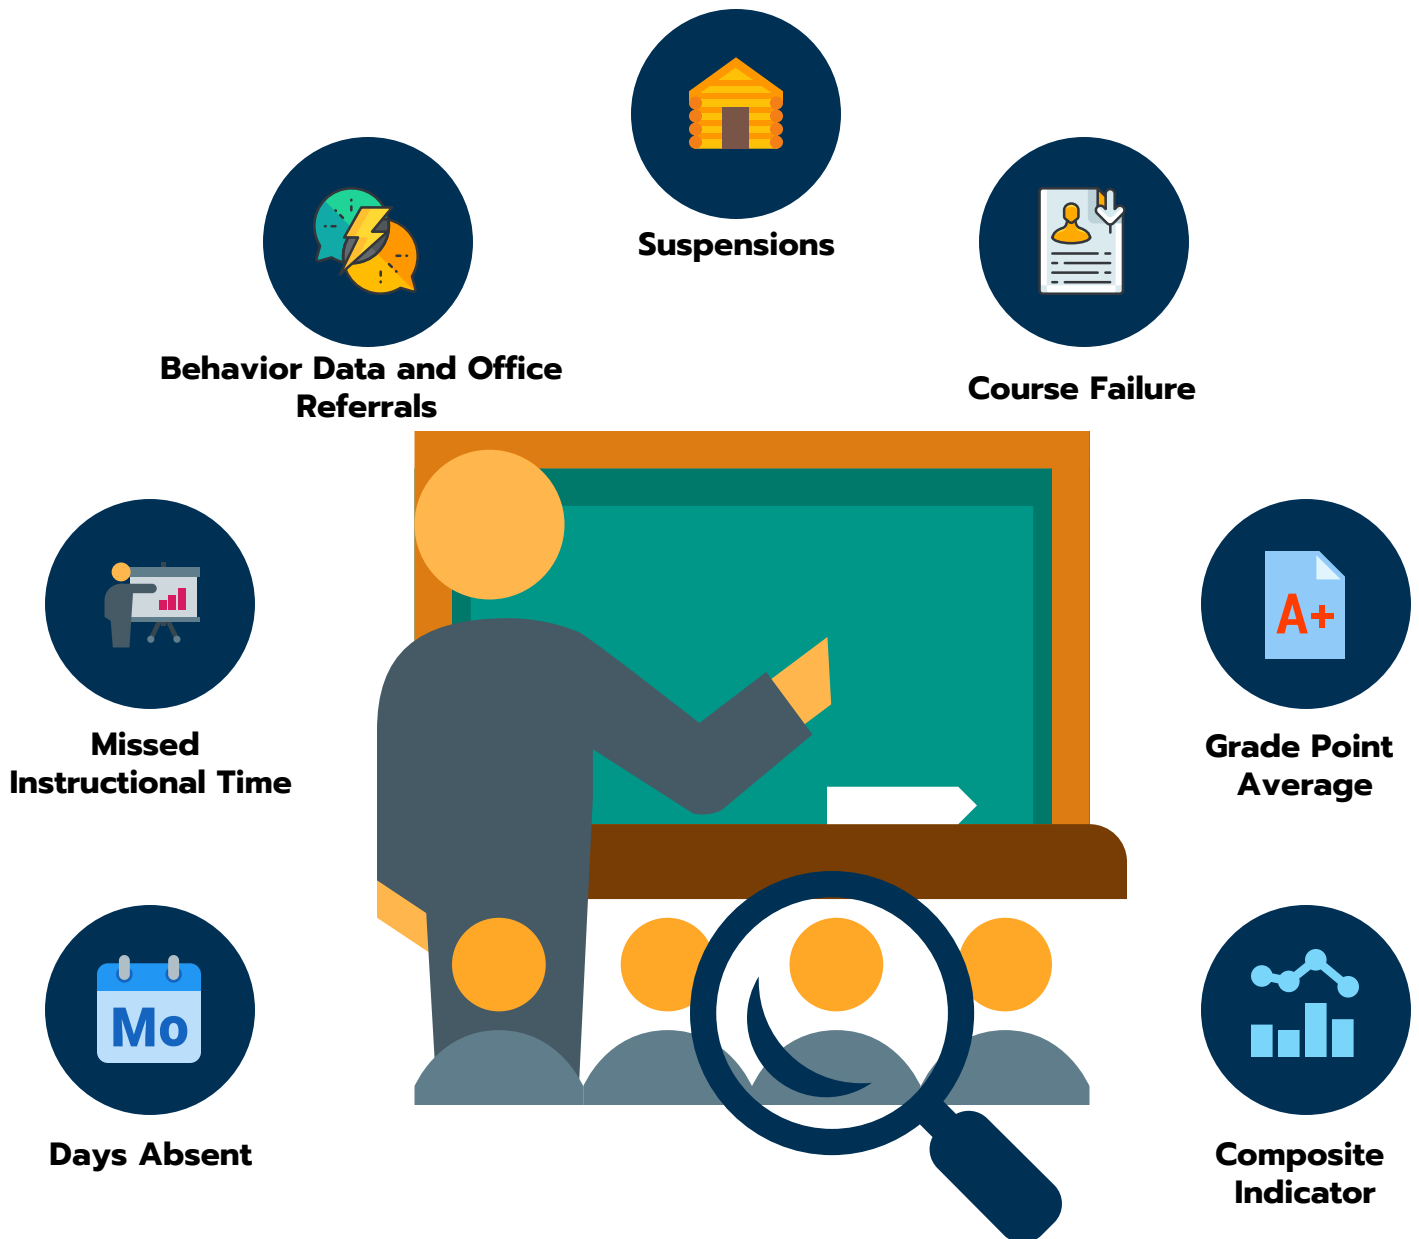 Suspensions
Behavior Data and Office
Referrals
Course Failure
A+
Missed
Instructional Time
Grade Point
Average
Mo
Days Absent
Composite
Indicator